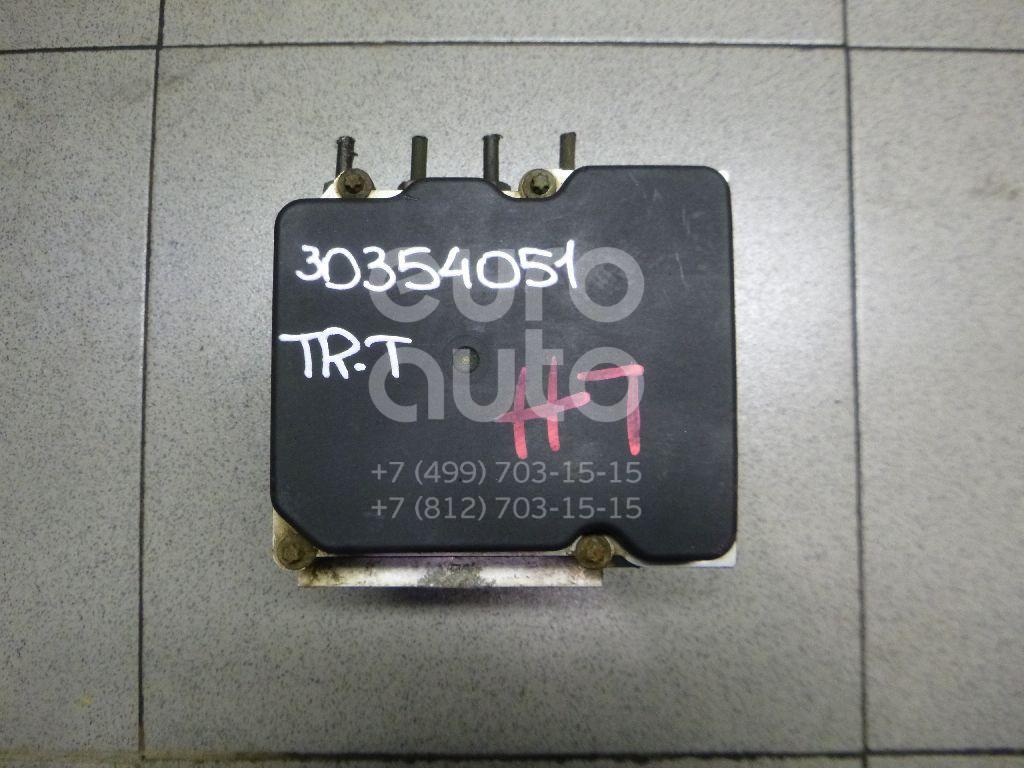 30354051
euro
TR.T
auto
H7
+7 (499) 703-15-15
+7 (812) 703-15-15